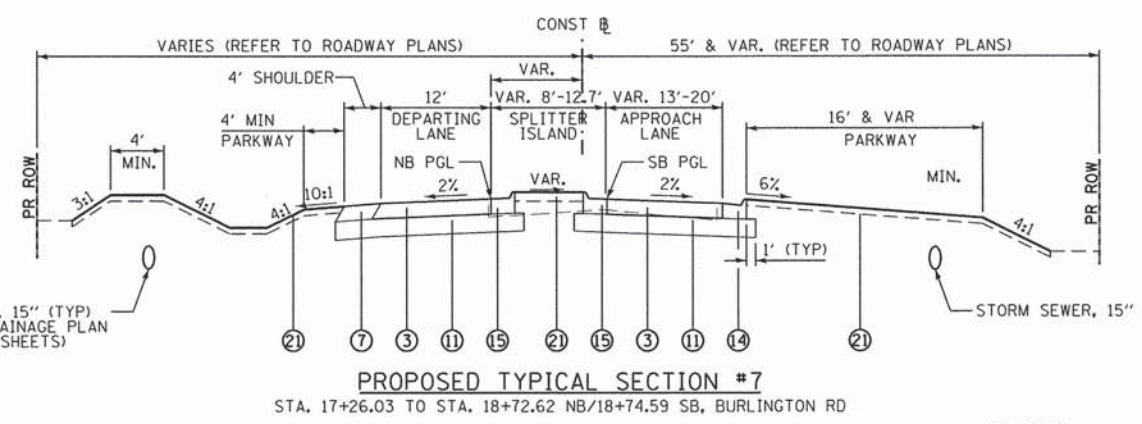 CONST ℄
VARIES (REFER TO ROADWAY PLANS)
55' & VAR. (REFER TO ROADWAY PLANS)
VAR.
4' SHOULDER
12'
DEPARTING
LANE
VAR. 8'-12.7'
SPLITTER
ISLAND
VAR. 13'-20'
APPROACH
LANE
4' MIN
PARKWAY
16' & VAR
PARKWAY
4'
MIN.
MIN.
NB PGL
SB PGL
PR ROW
PR ROW
3:1
4:1
4:1
10:1
2%
VAR.
2%
6%
4:1
1' (TYP)
, 15" (TYP)
AINAGE PLAN
SHEETS)
STORM SEWER, 15"
21 7 3 11 15 21 15 3 11 14 21
PROPOSED TYPICAL SECTION #7
STA. 17+26.03 TO STA. 18+72.62 NB/18+74.59 SB, BURLINGTON RD